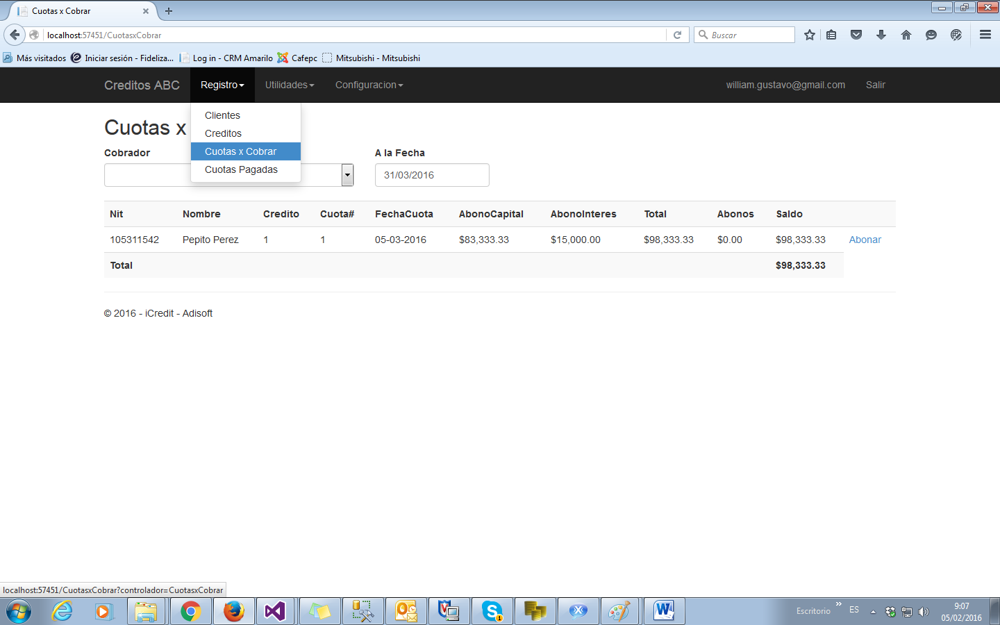 Cuotas x Cobrar
localhost:57451/CuotasxCobrar
Buscar
Más visitados Iniciar sesión - Fideliza... Log in - CRM Amarilo Cafepc Mitsubishi - Mitsubishi
Creditos ABC Registro Utilidades Configuracion william.gustavo@gmail.com Salir
Clientes
Creditos
Cuotas x Cobrar
Cuotas Pagadas
Cuotas x
Cobrador A la Fecha
31/03/2016
Nit Nombre Credito Cuota# FechaCuota AbonoCapital AbonoInteres Total Abonos Saldo
105311542 Pepito Perez 1 1 05-03-2016 $83,333.33 $15,000.00 $98,333.33 $0.00 $98,333.33 Abonar
Total $98,333.33
© 2016 - iCredit - Adisoft
localhost:57451/CuotasxCobrar?controlador=CuotasxCobrar
Escritorio » ES 9:07
05/02/2016